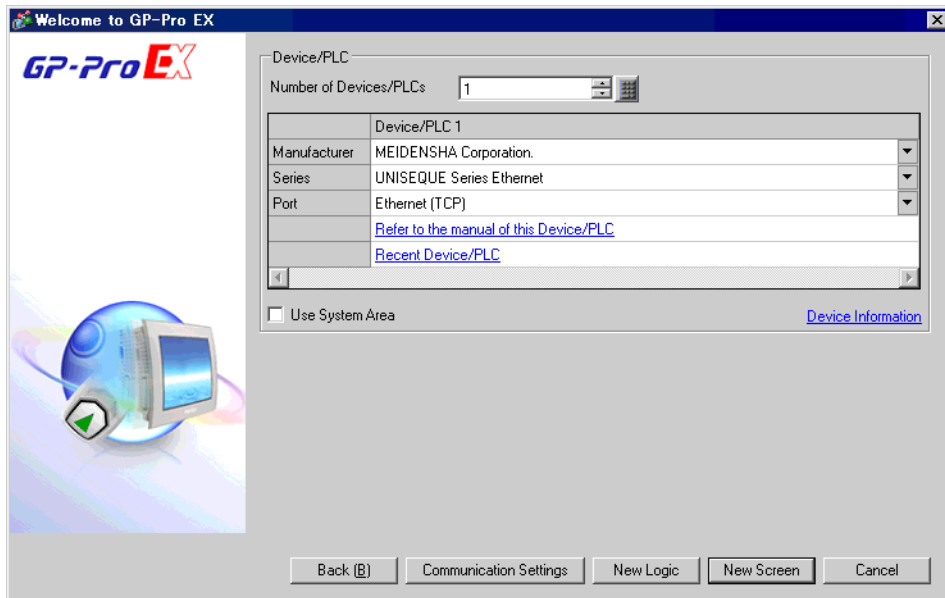 Welcome to GP-Pro EX
GP-Pro EX
Device/PLC
Number of Devices/PLCs 1
Device/PLC 1
Manufacturer MEIDENSHA Corporation.
Series UNISEQUE Series Ethernet
Port Ethernet (TCP)
Refer to the manual of this Device/PLC
Recent Device/PLC
Use System Area Device Information
Back (B) Communication Settings New Logic New Screen Cancel